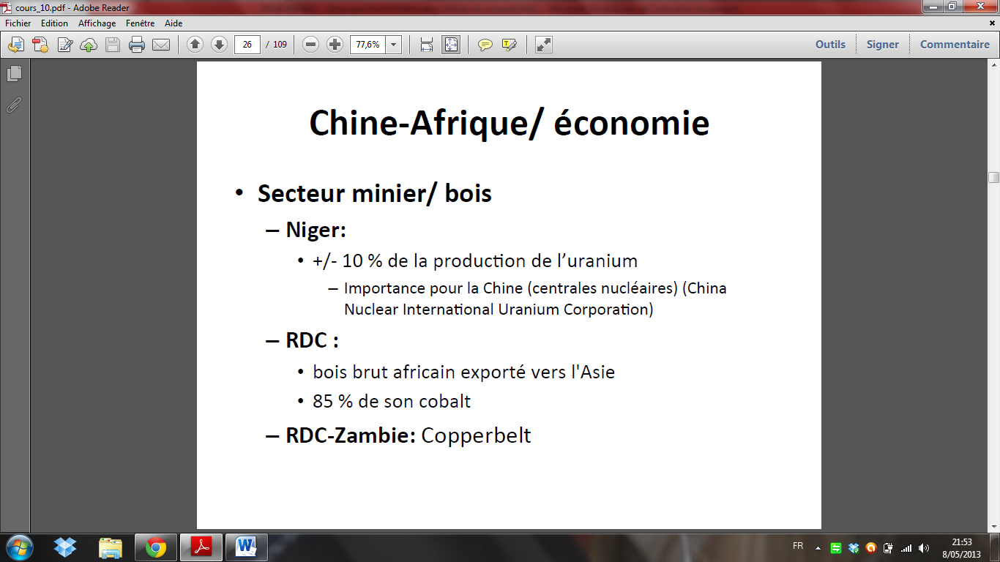 cours_10.pdf - Adobe Reader
Fichier Edition Affichage Fenêtre Aide
26 / 109 77,6% Outils Signer Commentaire
Chine-Afrique/ économie
• Secteur minier/ bois
– Niger:
• +/- 10 % de la production de l’uranium
– Importance pour la Chine (centrales nucléaires) (China
Nuclear International Uranium Corporation)
– RDC :
• bois brut africain exporté vers l'Asie
• 85 % de son cobalt
– RDC-Zambie: Copperbelt
FR 21:53
8/05/2013